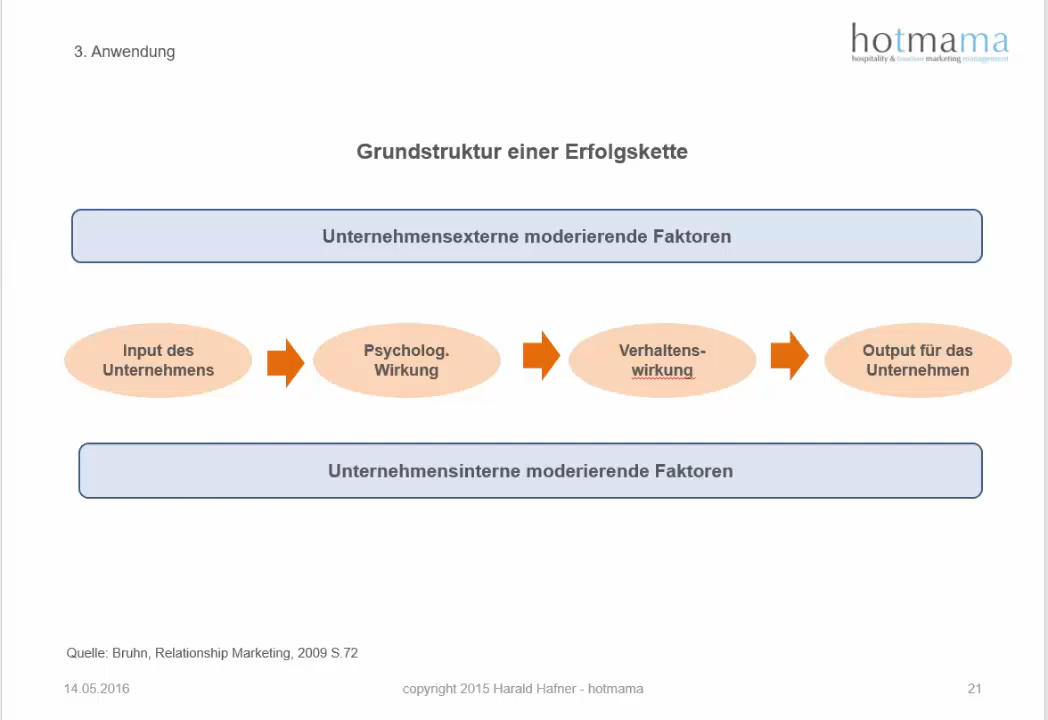 3. Anwendung
hotmama
hospitality & tourism marketing management
Grundstruktur einer Erfolgskette
Unternehmensexterne moderierende Faktoren
Input des
Unternehmens
Psycholog.
Wirkung
Verhaltens-
wirkung
Output für das
Unternehmen
Unternehmensinterne moderierende Faktoren
Quelle: Bruhn, Relationship Marketing, 2009 S.72
14.05.2016
copyright 2015 Harald Hafner - hotmama
21